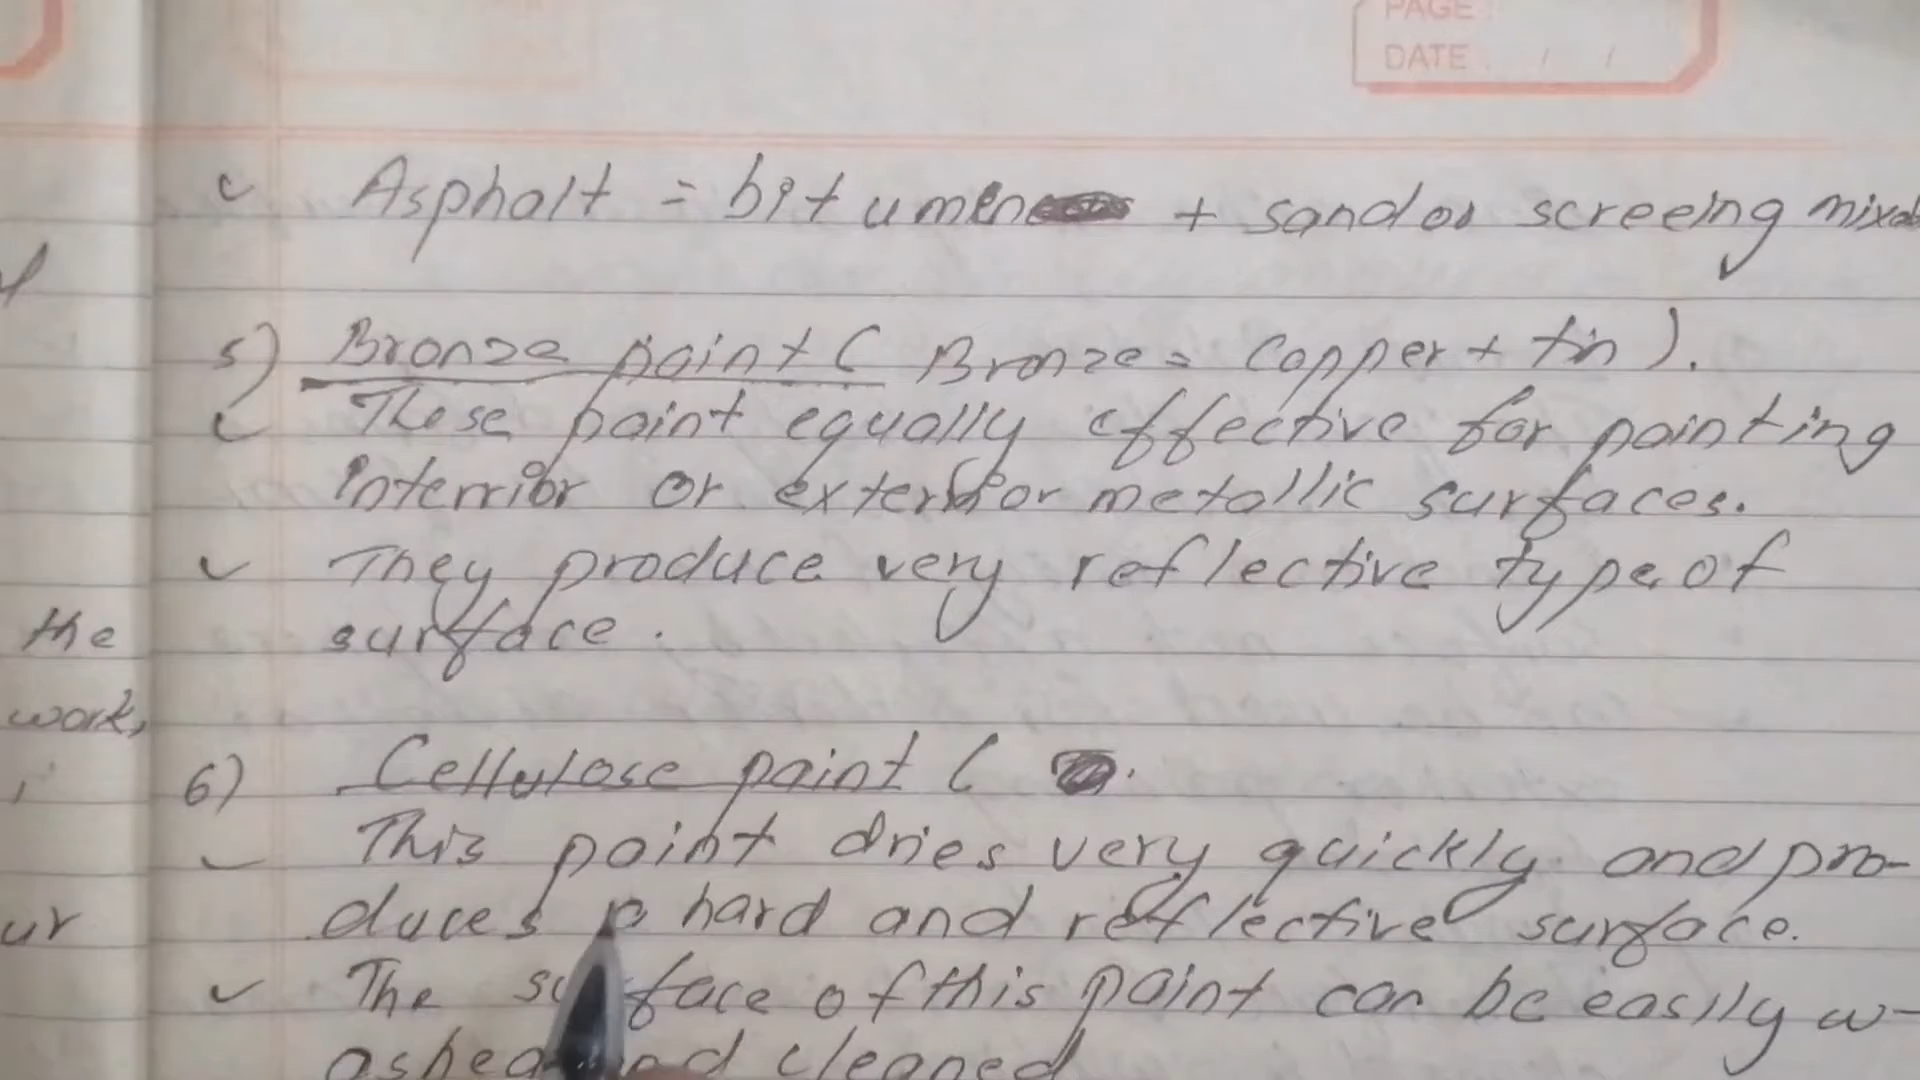 PAGE:
DATE: / /
Asphalt = bitumen + sand or screeing mixed
5) Bronze paint ( Bronze = Copper + tin ).
These paint equally effective for painting
interrior or exterior metallic surfaces.
They produce very reflective type of
surface.
6) Cellulose paint (
This paint dries very quickly and pro-
duces a hard and reflective surface.
The surface of this paint can be easily w-
ashed and cleaned
the
work,
ur